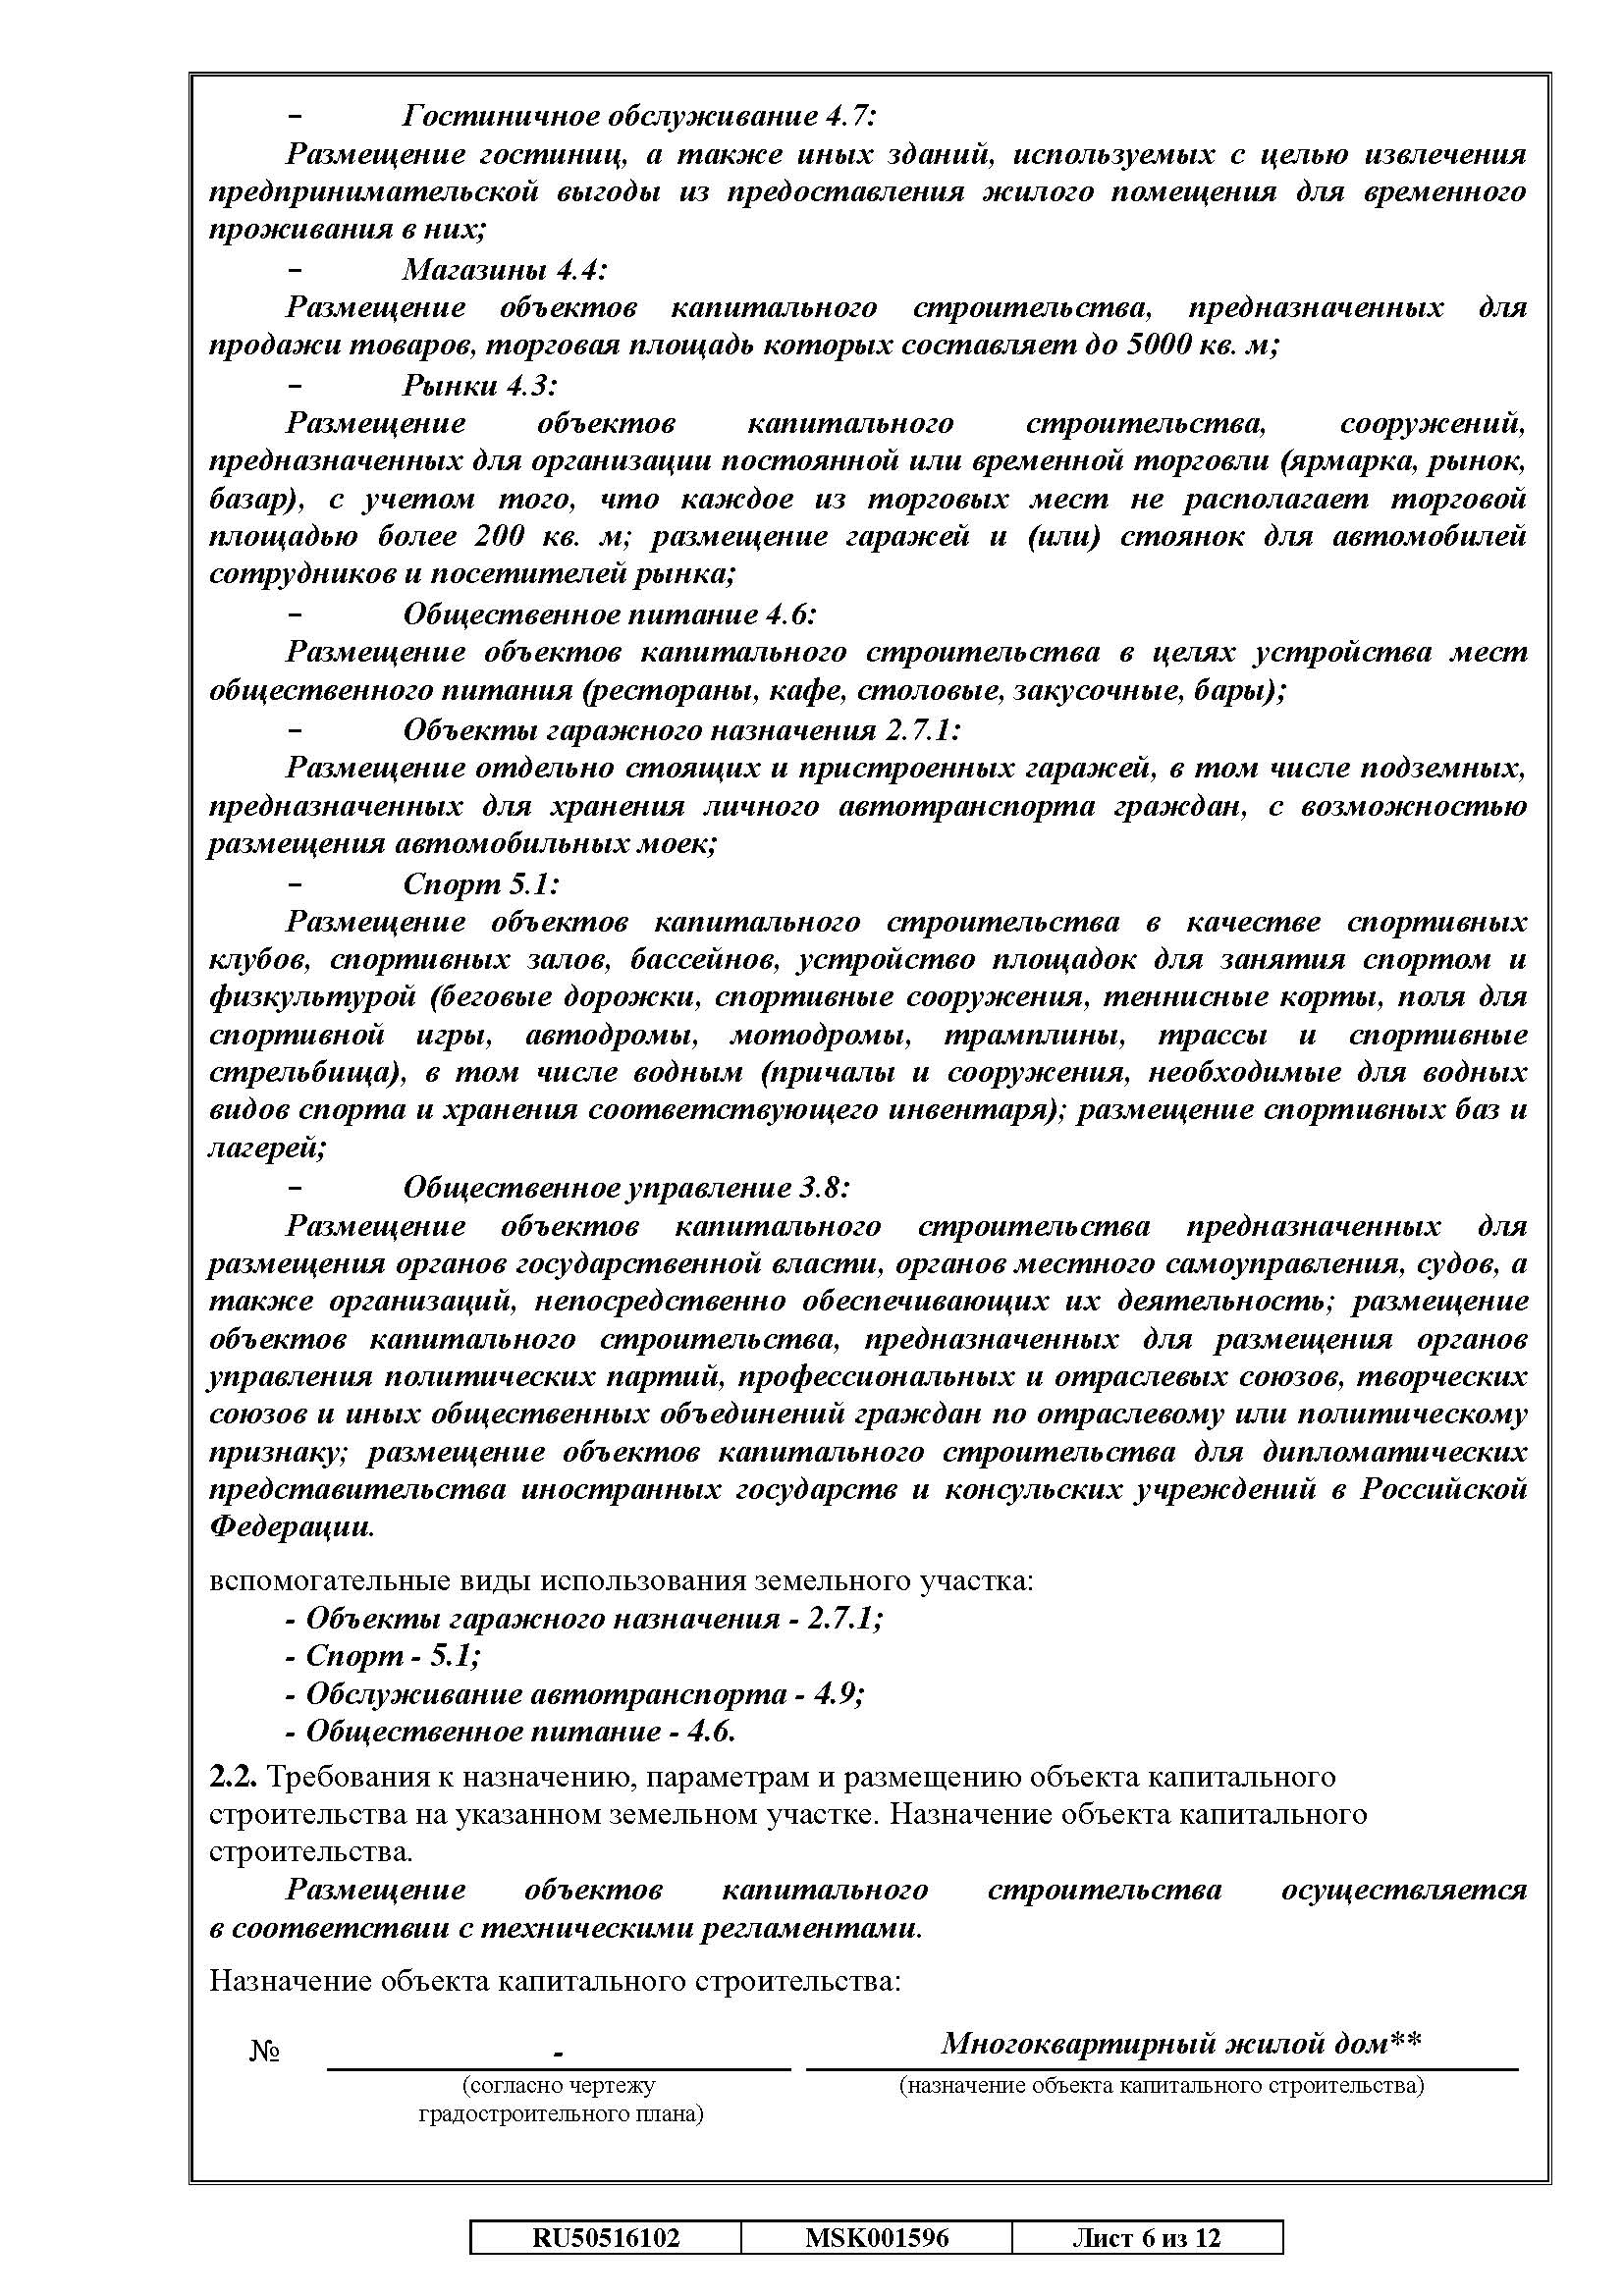 – Гостиничное обслуживание 4.7:
Размещение гостиниц, а также иных зданий, используемых с целью извлечения
предпринимательской выгоды из предоставления жилого помещения для временного
проживания в них;
– Магазины 4.4:
Размещение объектов капитального строительства, предназначенных для
продажи товаров, торговая площадь которых составляет до 5000 кв. м;
– Рынки 4.3:
Размещение объектов капитального строительства, сооружений,
предназначенных для организации постоянной или временной торговли (ярмарка, рынок,
базар), с учетом того, что каждое из торговых мест не располагает торговой
площадью более 200 кв. м; размещение гаражей и (или) стоянок для автомобилей
сотрудников и посетителей рынка;
– Общественное питание 4.6:
Размещение объектов капитального строительства в целях устройства мест
общественного питания (рестораны, кафе, столовые, закусочные, бары);
– Объекты гаражного назначения 2.7.1:
Размещение отдельно стоящих и пристроенных гаражей, в том числе подземных,
предназначенных для хранения личного автотранспорта граждан, с возможностью
размещения автомобильных моек;
– Спорт 5.1:
Размещение объектов капитального строительства в качестве спортивных
клубов, спортивных залов, бассейнов, устройство площадок для занятия спортом и
физкультурой (беговые дорожки, спортивные сооружения, теннисные корты, поля для
спортивной игры, автодромы, мотодромы, трамплины, трассы и спортивные
стрельбища), в том числе водным (причалы и сооружения, необходимые для водных
видов спорта и хранения соответствующего инвентаря); размещение спортивных баз и
лагерей;
– Общественное управление 3.8:
Размещение объектов капитального строительства предназначенных для
размещения органов государственной власти, органов местного самоуправления, судов, а
также организаций, непосредственно обеспечивающих их деятельность; размещение
объектов капитального строительства, предназначенных для размещения органов
управления политических партий, профессиональных и отраслевых союзов, творческих
союзов и иных общественных объединений граждан по отраслевому или политическому
признаку; размещение объектов капитального строительства для дипломатических
представительства иностранных государств и консульских учреждений в Российской
Федерации.
вспомогательные виды использования земельного участка:
- Объекты гаражного назначения - 2.7.1;
- Спорт - 5.1;
- Обслуживание автотранспорта - 4.9;
- Общественное питание - 4.6.
2.2. Требования к назначению, параметрам и размещению объекта капитального
строительства на указанном земельном участке. Назначение объекта капитального
строительства.
Размещение объектов капитального строительства осуществляется
в соответствии с техническими регламентами.
Назначение объекта капитального строительства:
№ - Многоквартирный жилой дом**
(согласно чертежу (назначение объекта капитального строительства)
градостроительного плана)
RU50516102 MSK001596 Лист 6 из 12